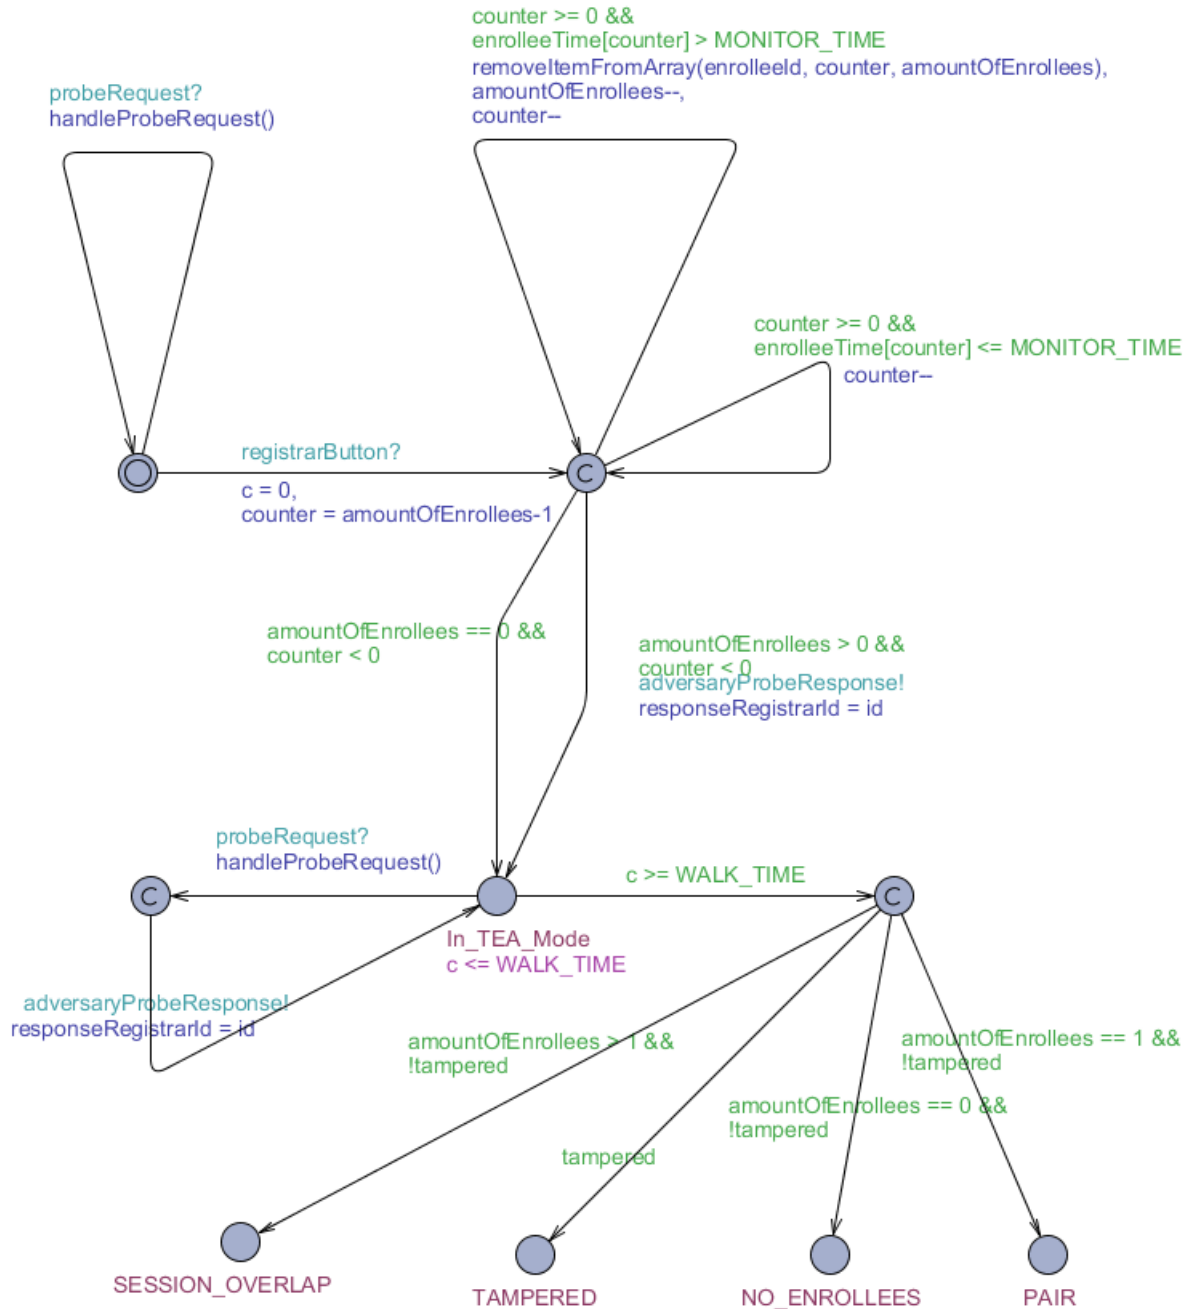 counter >= 0 &&
enrolleeTime[counter] > MONITOR_TIME
removeItemFromArray(enrolleeId, counter, amountOfEnrollees),
amountOfEnrollees--,
counter--
probeRequest?
handleProbeRequest()
counter >= 0 &&
enrolleeTime[counter] <= MONITOR_TIME
counter--
registrarButton?
c = 0,
counter = amountOfEnrollees-1
C
amountOfEnrollees == 0 &&
counter < 0
amountOfEnrollees > 0 &&
counter < 0
adversaryProbeResponse!
responseRegistrarId = id
probeRequest?
handleProbeRequest()
c >= WALK_TIME
C
C
In_TEA_Mode
c <= WALK_TIME
adversaryProbeResponse!
responseRegistrarId = id
amountOfEnrollees > 1 &&
!tampered
amountOfEnrollees == 1 &&
!tampered
amountOfEnrollees == 0 &&
!tampered
tampered
SESSION_OVERLAP
TAMPERED
NO_ENROLLEES
PAIR